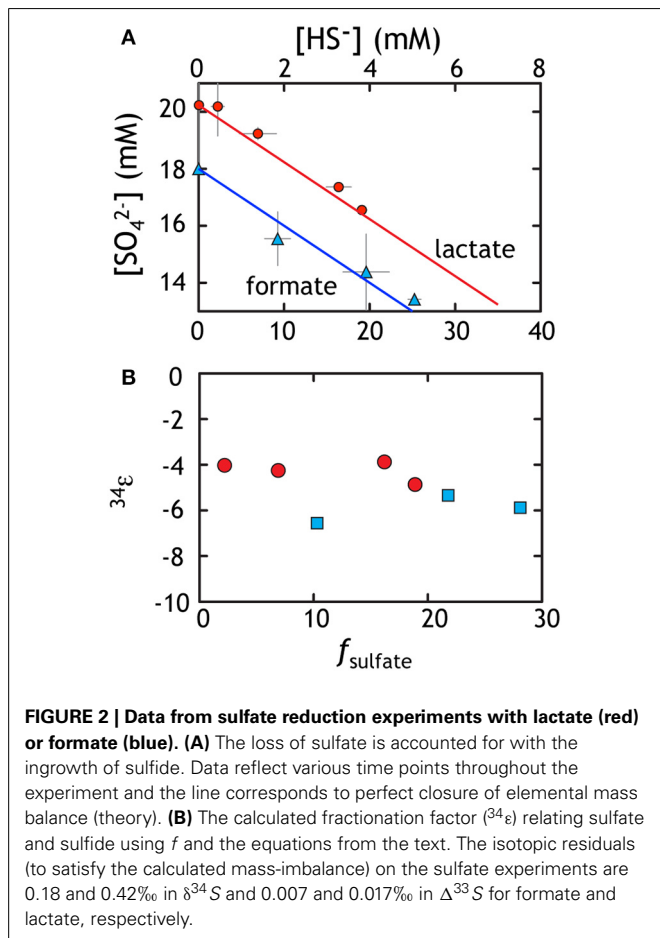 A
[HS-] (mM)
0 2 4 6 8
20
18
16
14
[SO₄²⁻] (mM)
lactate
formate
0 10 20 30 40
B
0
-2
-4
-6
-8
-10
³⁴ε
0 10 20 30
fsulfate
FIGURE 2 | Data from sulfate reduction experiments with lactate (red)
or formate (blue). (A) The loss of sulfate is accounted for with the
ingrowth of sulfide. Data reflect various time points throughout the
experiment and the line corresponds to perfect closure of elemental mass
balance (theory). (B) The calculated fractionation factor (³⁴ε) relating sulfate
and sulfide using f and the equations from the text. The isotopic residuals
(to satisfy the calculated mass-imbalance) on the sulfate experiments are
0.18 and 0.42‰ in δ³⁴S and 0.007 and 0.017‰ in Δ³³S for formate and
lactate, respectively.